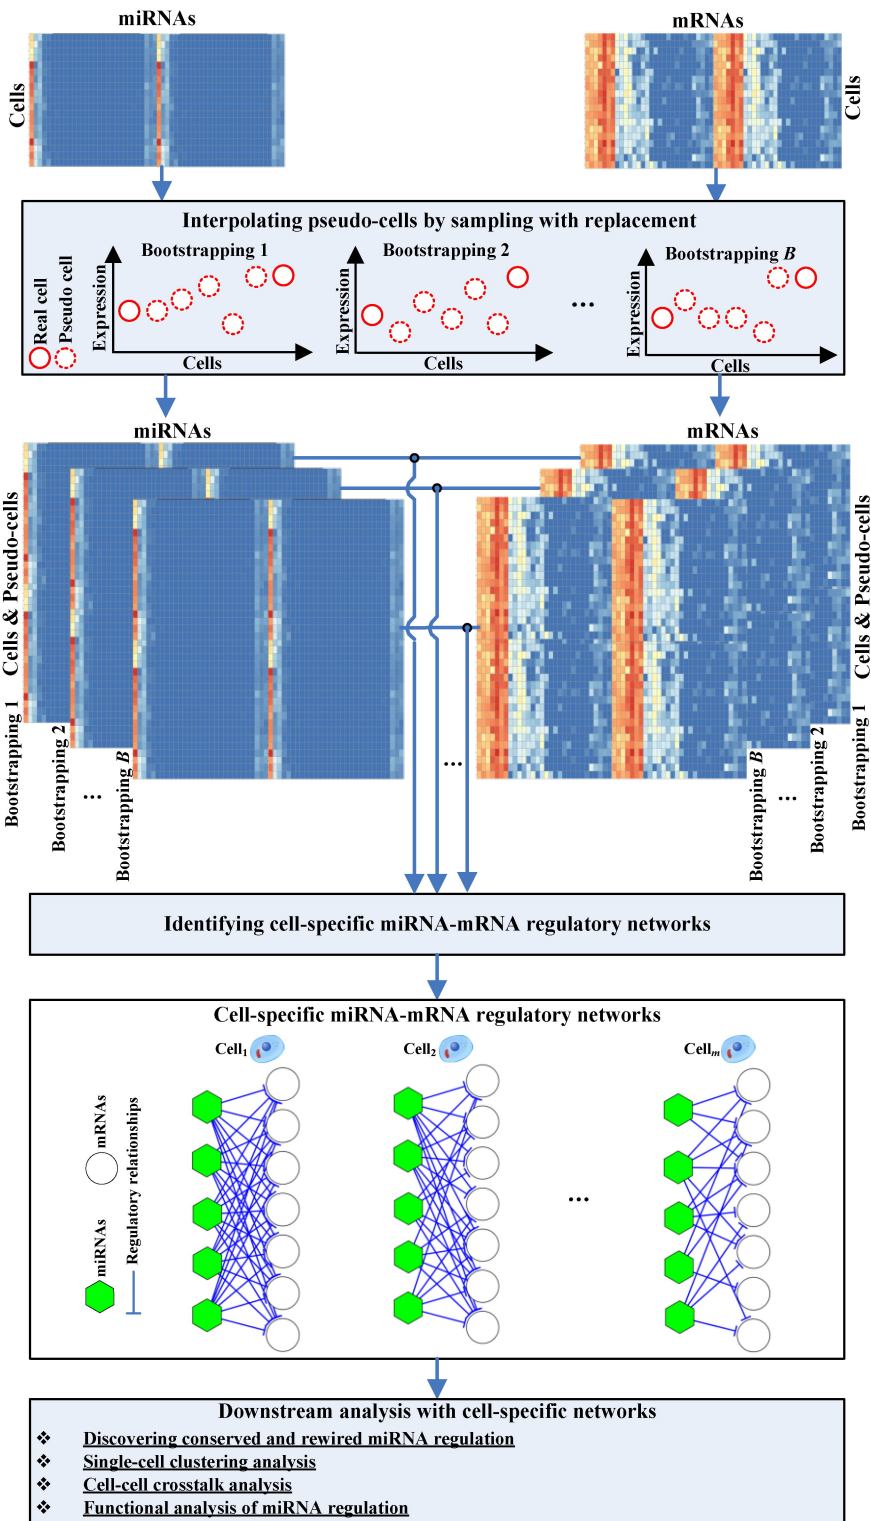 miRNAs
mRNAs
Cells
Cells
Interpolating pseudo-cells by sampling with replacement
Real cell
Pseudo cell
Bootstrapping 1
Expression
Cells
Bootstrapping 2
Expression
Cells
...
Bootstrapping B
Expression
Cells
miRNAs
mRNAs
Cells & Pseudo-cells
Bootstrapping 1
Bootstrapping 2
...
Bootstrapping B
...
Cells & Pseudo-cells
Bootstrapping B
...
Bootstrapping 2
Bootstrapping 1
Identifying cell-specific miRNA-mRNA regulatory networks
Cell-specific miRNA-mRNA regulatory networks
Cell1
Cell2
Cellm
mRNAs
miRNAs
Regulatory relationships
...
Downstream analysis with cell-specific networks
❖ Discovering conserved and rewired miRNA regulation
❖ Single-cell clustering analysis
❖ Cell-cell crosstalk analysis
❖ Functional analysis of miRNA regulation